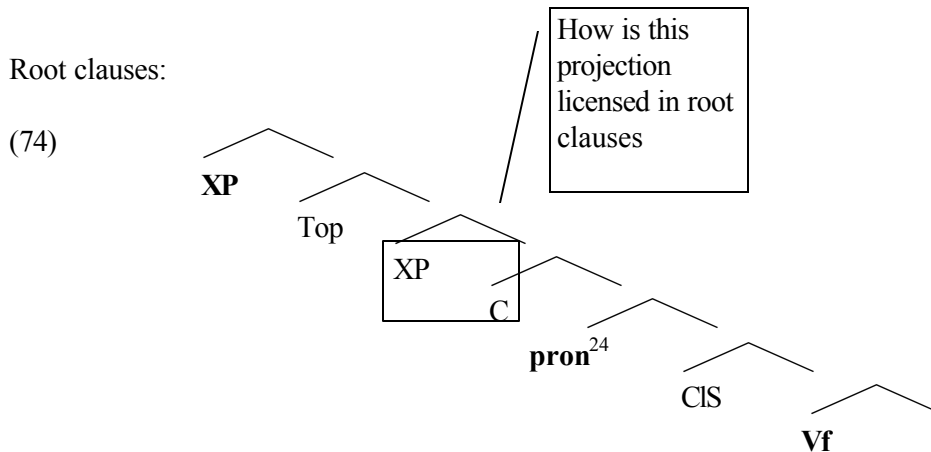 How is this
projection
licensed in root
clauses
Root clauses:
(74)
XP
Top
XP
C
pron24
ClS
Vf